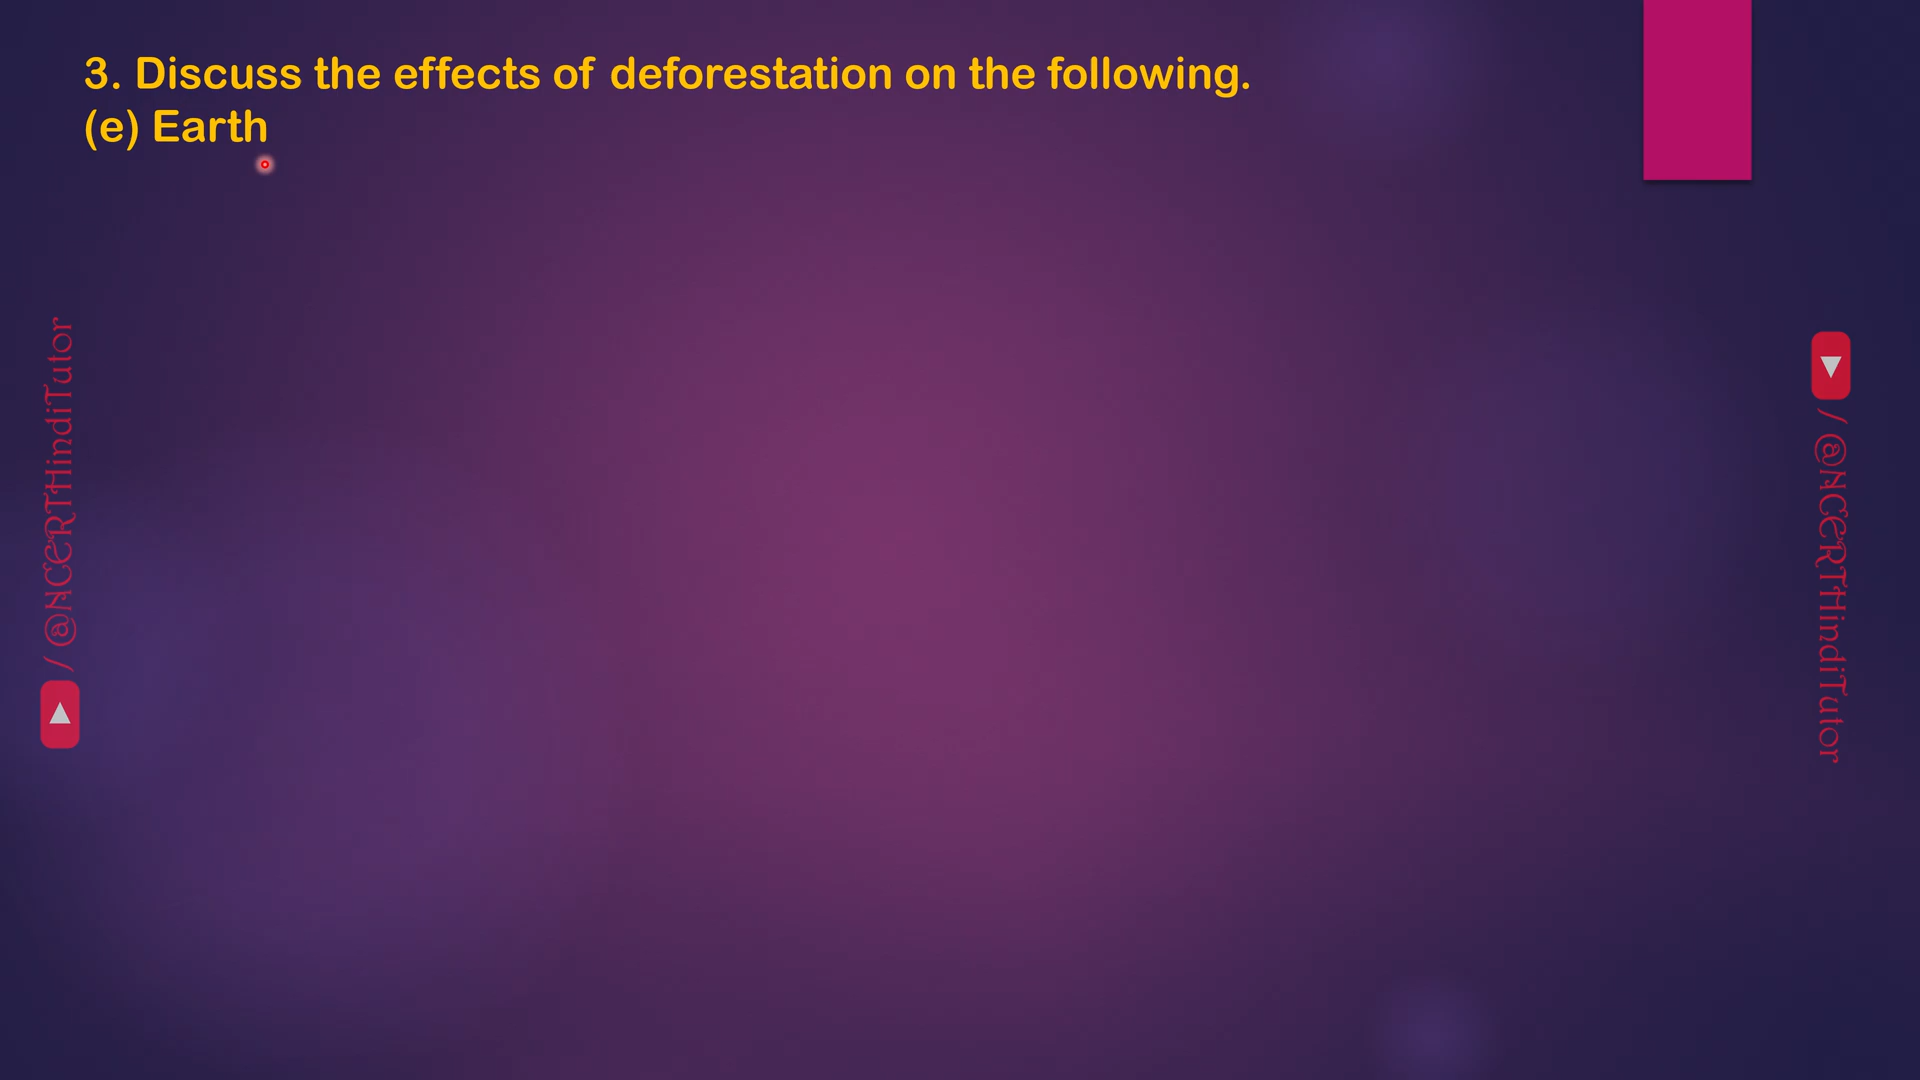 3. Discuss the effects of deforestation on the following.
(e) Earth
/ @NCERTHindiTutor
/ @NCERTHindiTutor